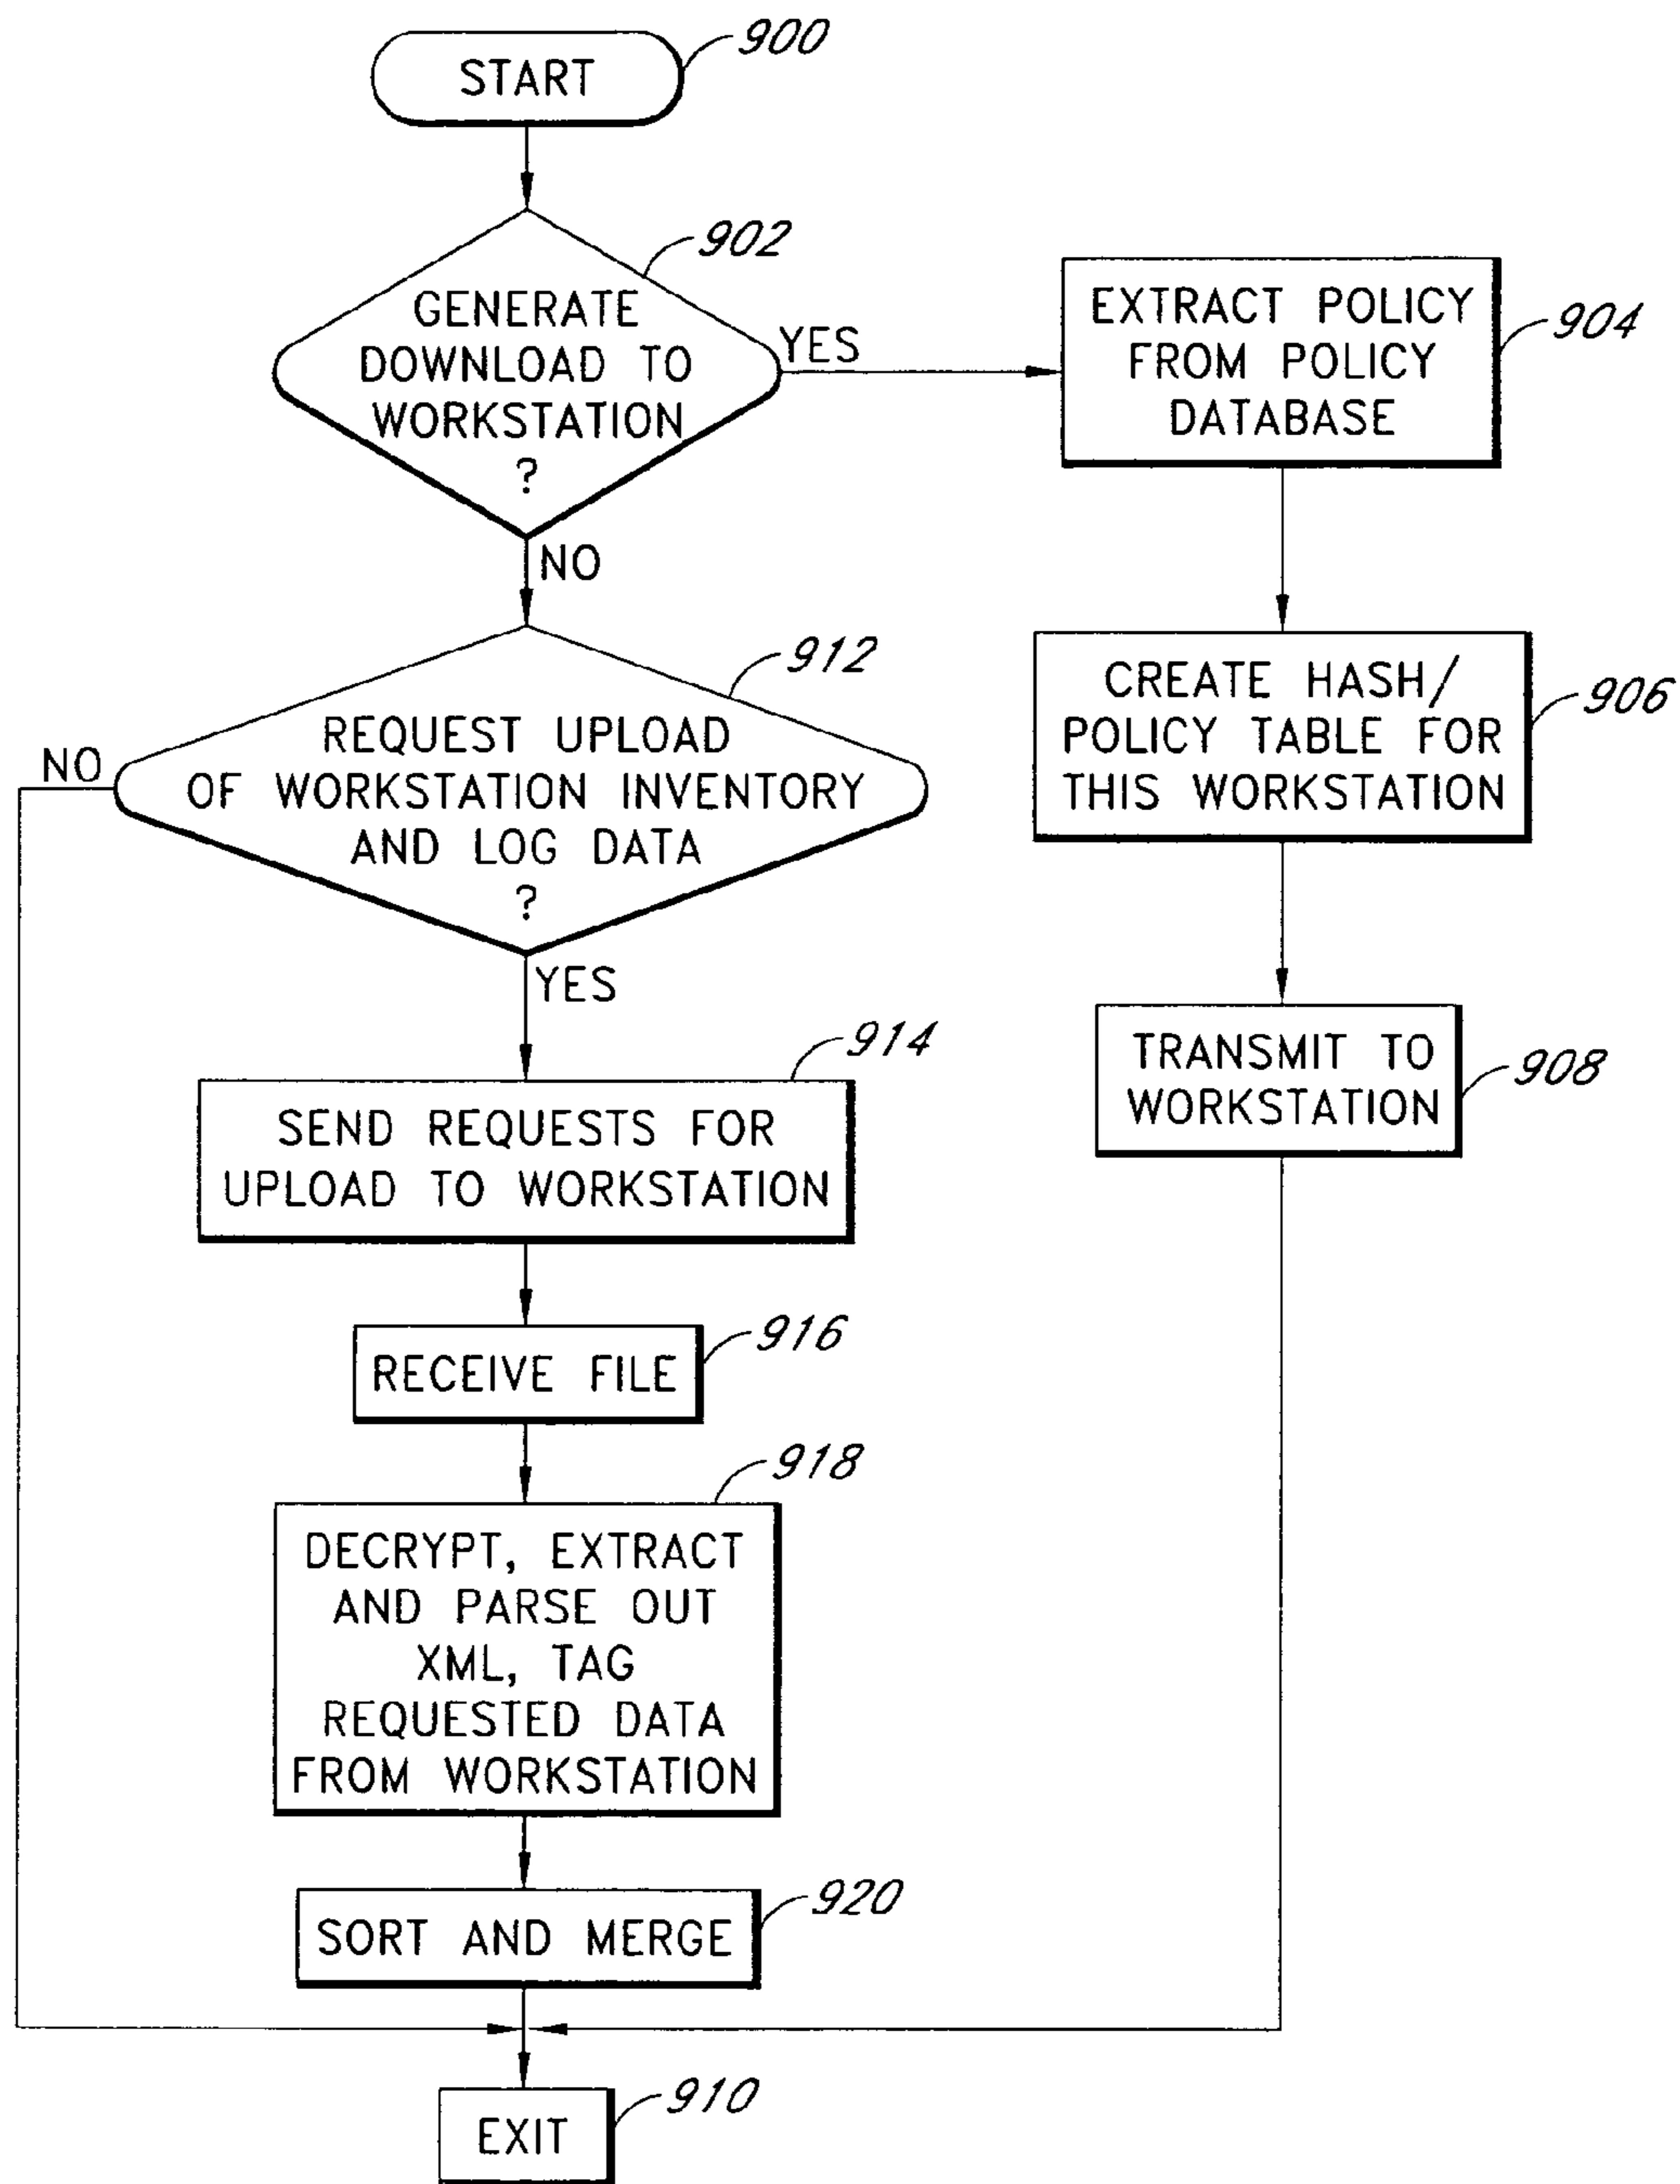 START
900
902
GENERATE
DOWNLOAD TO
WORKSTATION
?
YES
NO
EXTRACT POLICY
FROM POLICY
DATABASE
904
CREATE HASH/
POLICY TABLE FOR
THIS WORKSTATION
906
TRANSMIT TO
WORKSTATION
908
912
REQUEST UPLOAD
OF WORKSTATION INVENTORY
AND LOG DATA
?
NO
YES
914
SEND REQUESTS FOR
UPLOAD TO WORKSTATION
916
RECEIVE FILE
918
DECRYPT, EXTRACT
AND PARSE OUT
XML, TAG
REQUESTED DATA
FROM WORKSTATION
920
SORT AND MERGE
910
EXIT